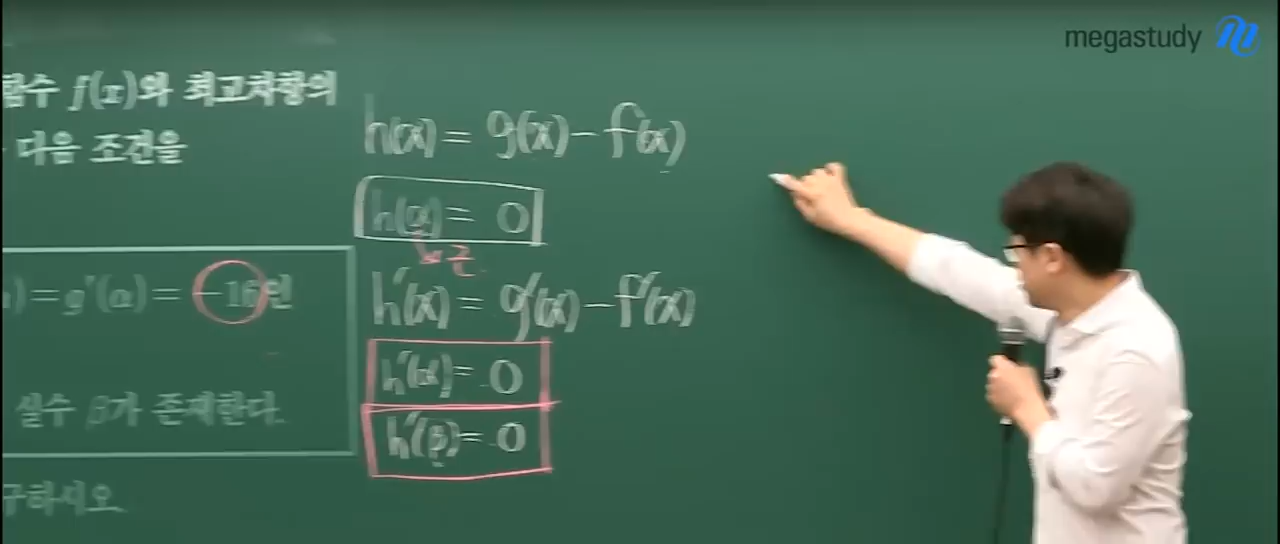 megastudy
함수 f(x)와 최고차항의
다음 조건을
)=g'(α)=-16인
실수 β가 존재한다.
구하시오.
h(x) = g(x) - f(x)
h(α) = 0
근
h'(x) = g'(x) - f'(x)
h'(α) = 0
h'(β) = 0